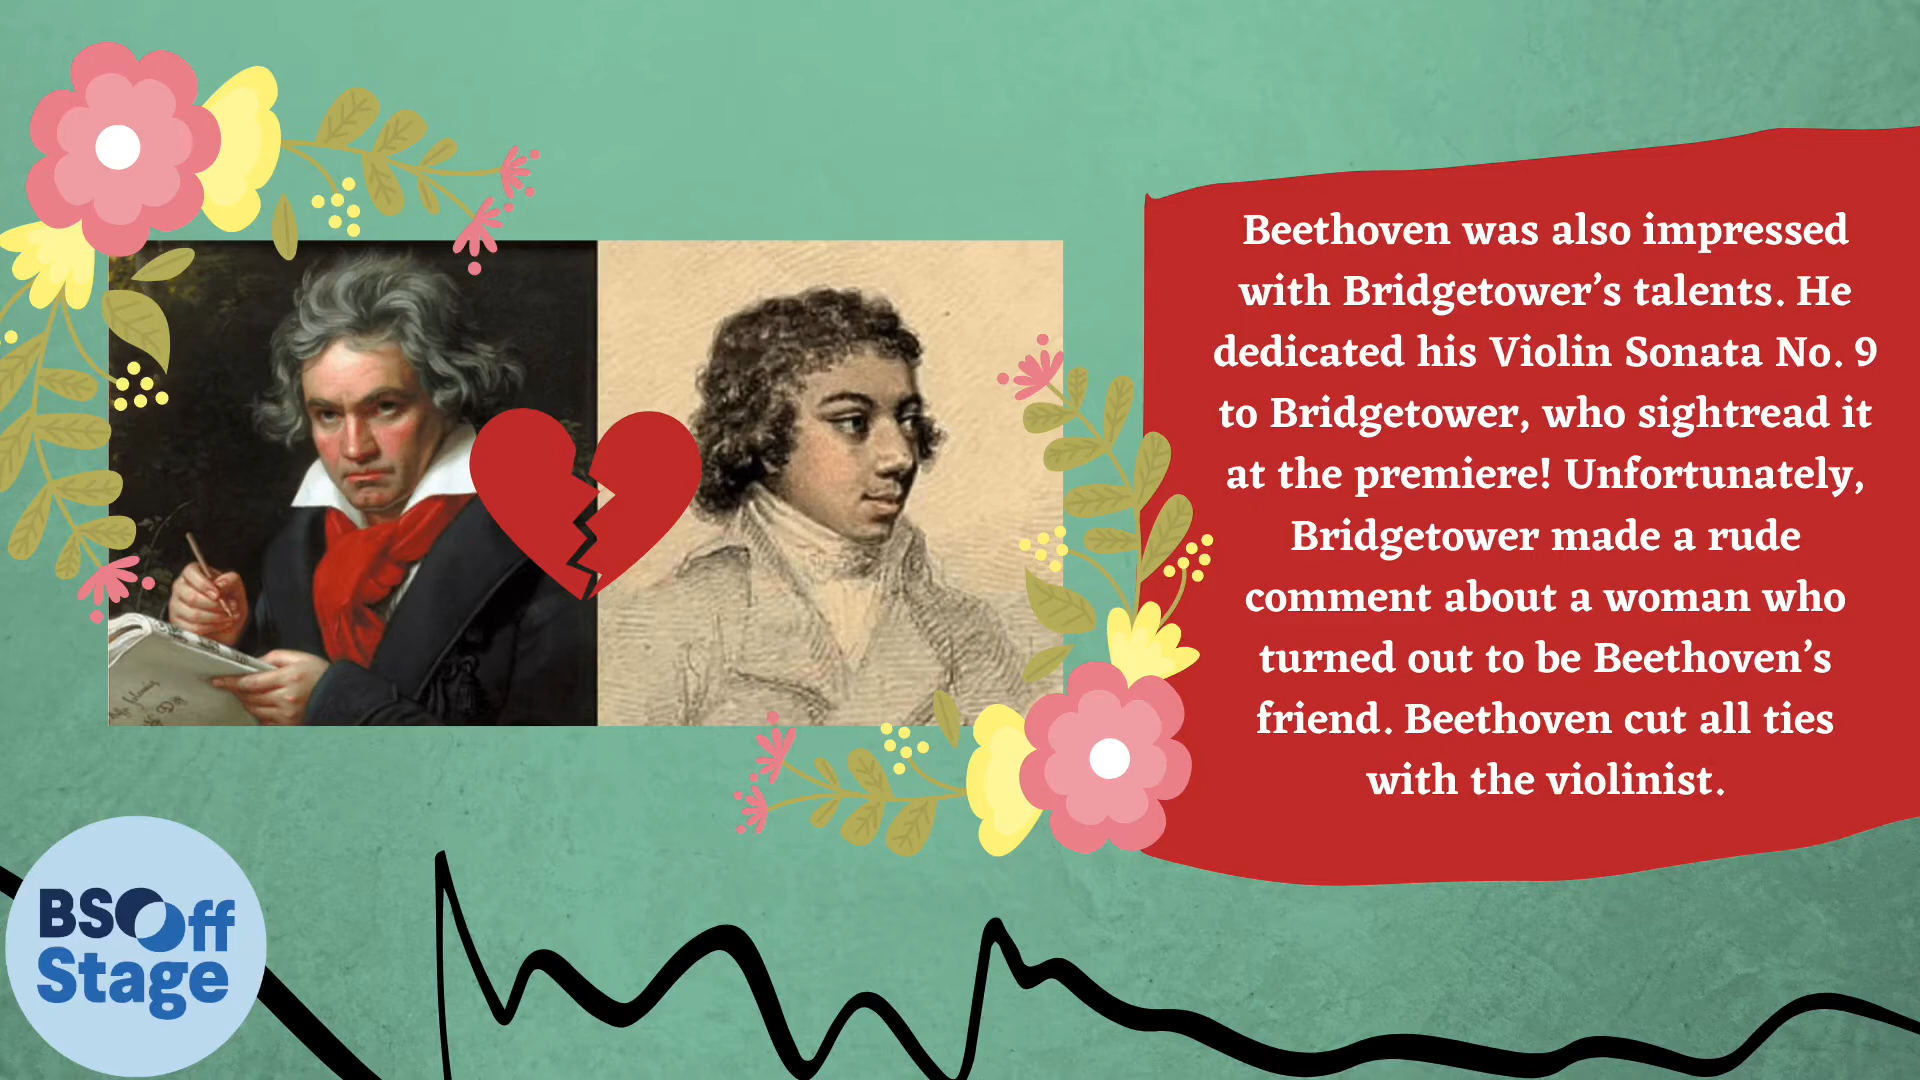 Beethoven was also impressed
with Bridgetower’s talents. He
dedicated his Violin Sonata No. 9
to Bridgetower, who sightread it
at the premiere! Unfortunately,
Bridgetower made a rude
comment about a woman who
turned out to be Beethoven’s
friend. Beethoven cut all ties
with the violinist.
BSO Off
Stage